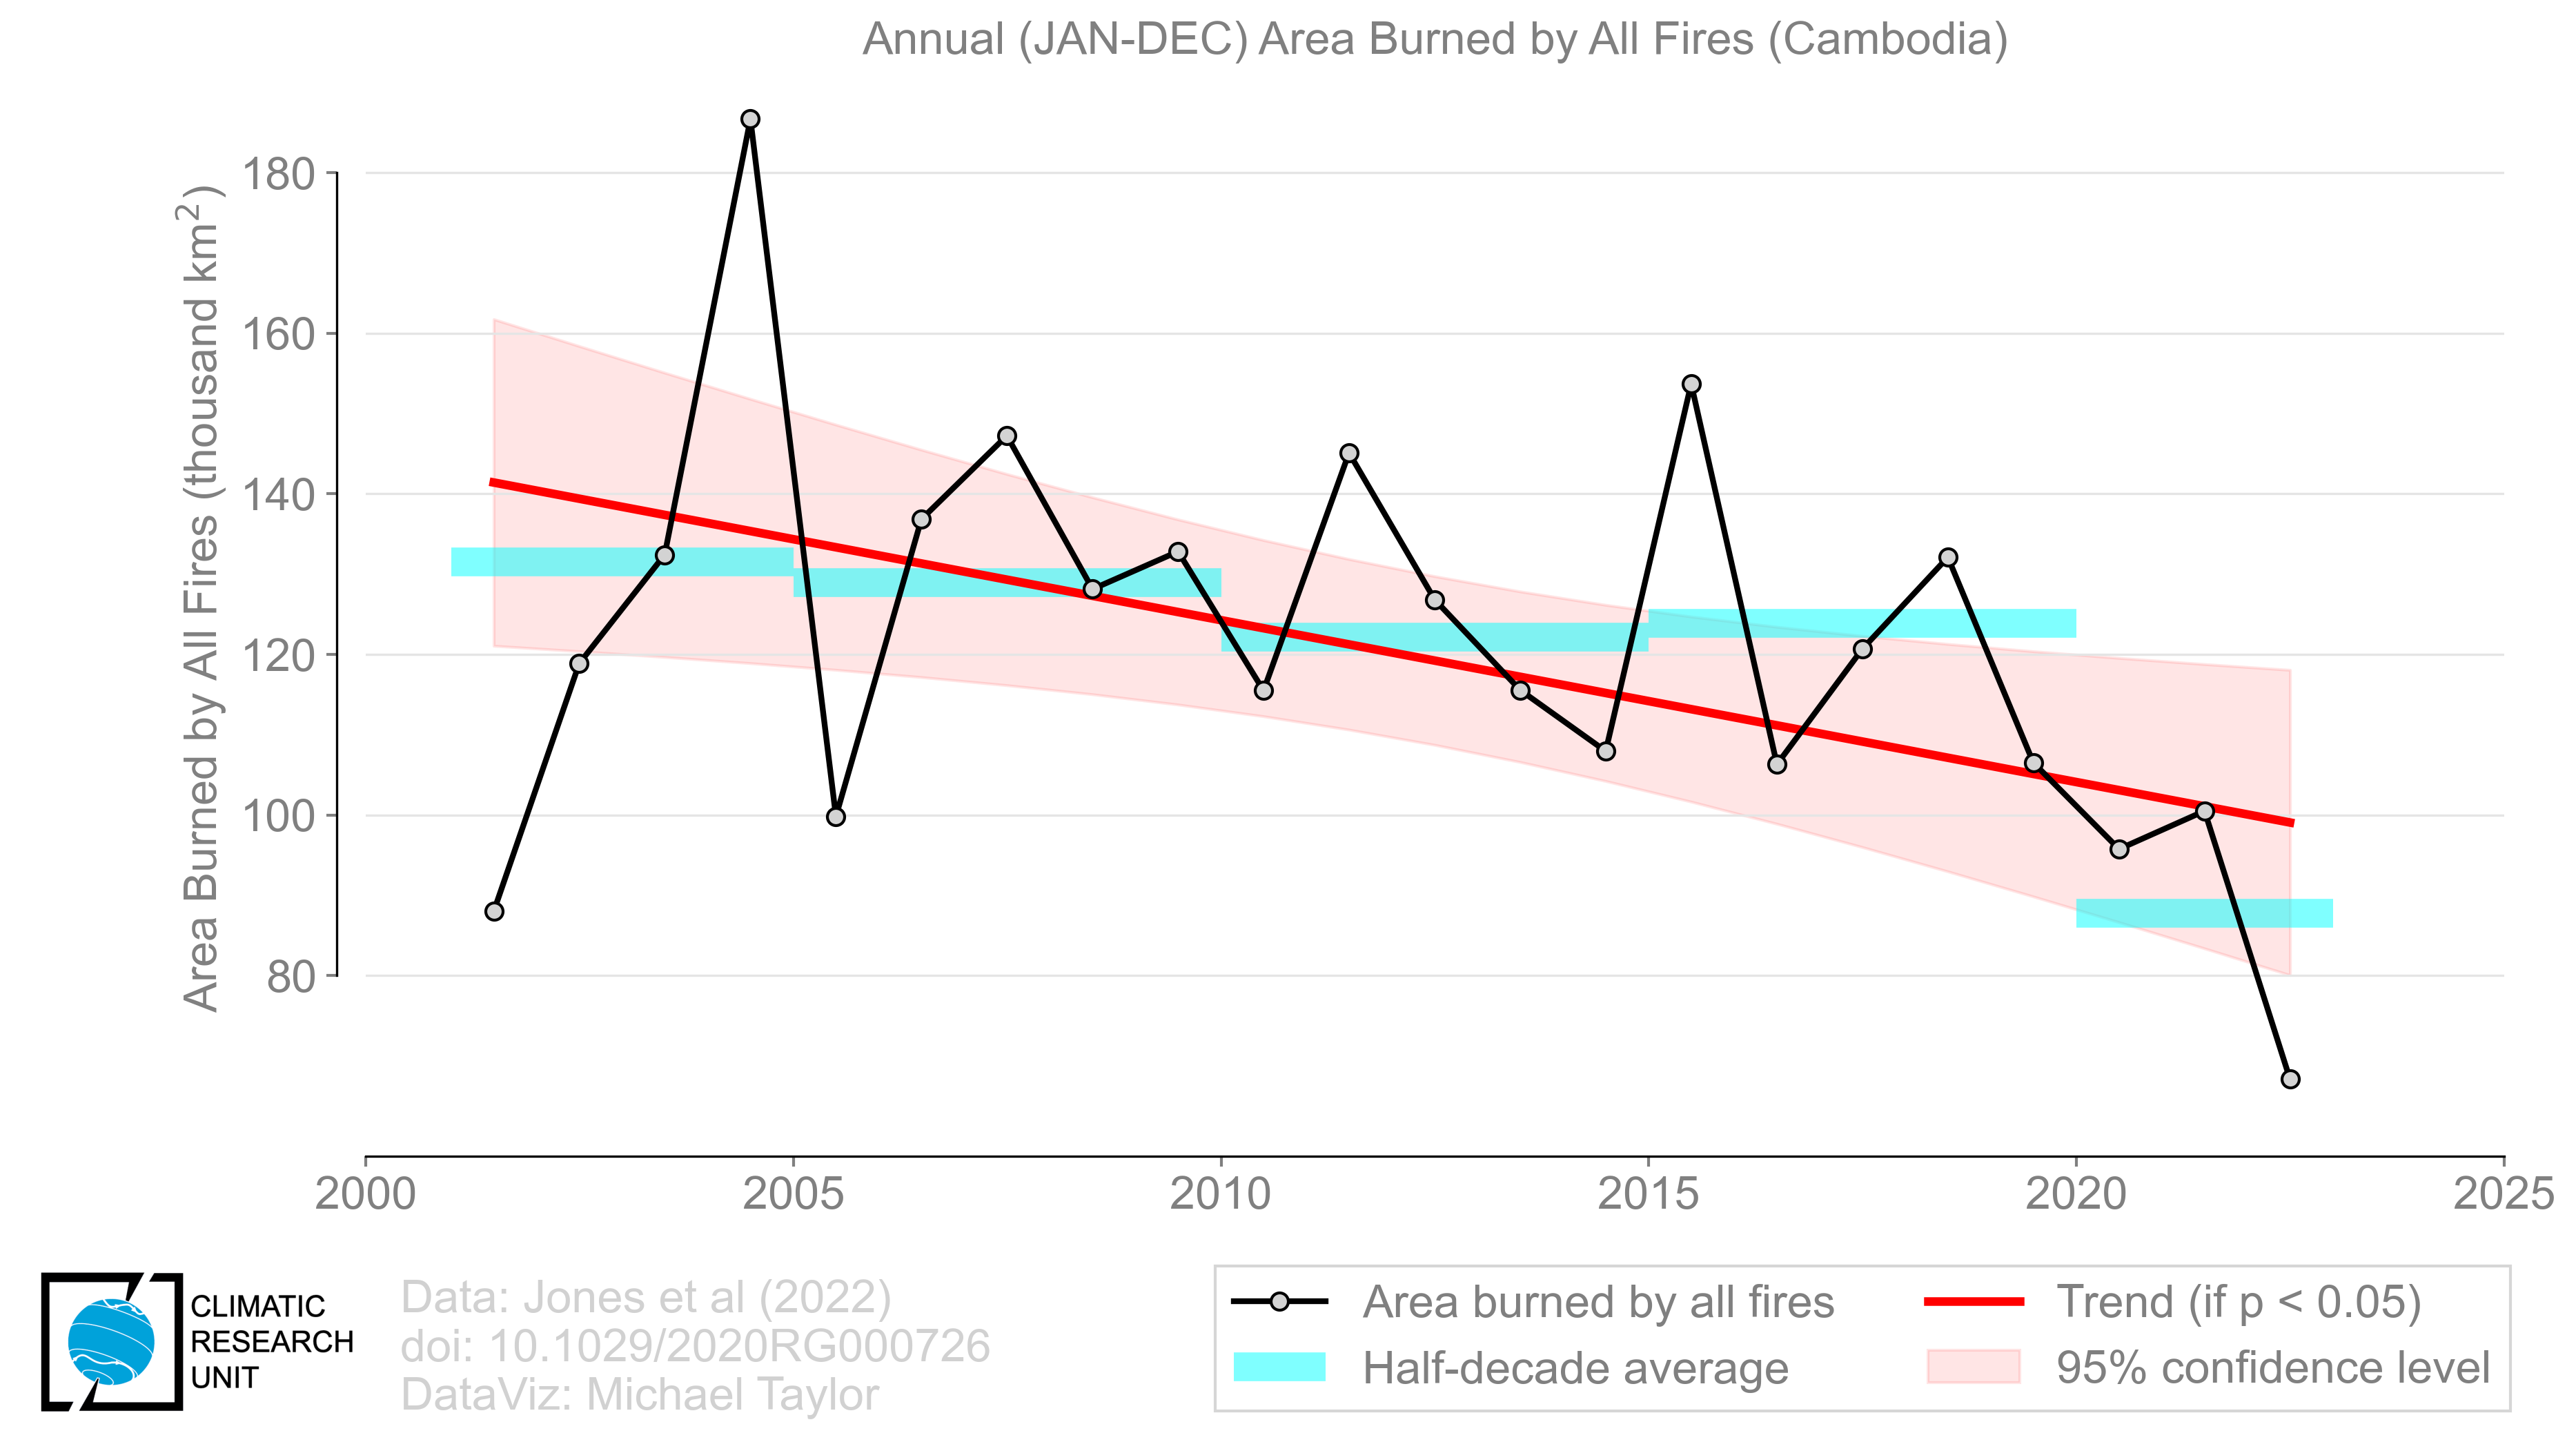 Annual (JAN-DEC) Area Burned by All Fires (Cambodia)
Area Burned by All Fires (thousand km²)
180
160
140
120
100
80
2000
2005
2010
2015
2020
2025
CLIMATIC
RESEARCH
UNIT
Data: Jones et al (2022)
doi: 10.1029/2020RG000726
DataViz: Michael Taylor
Area burned by all fires
Half-decade average
Trend (if p < 0.05)
95% confidence level